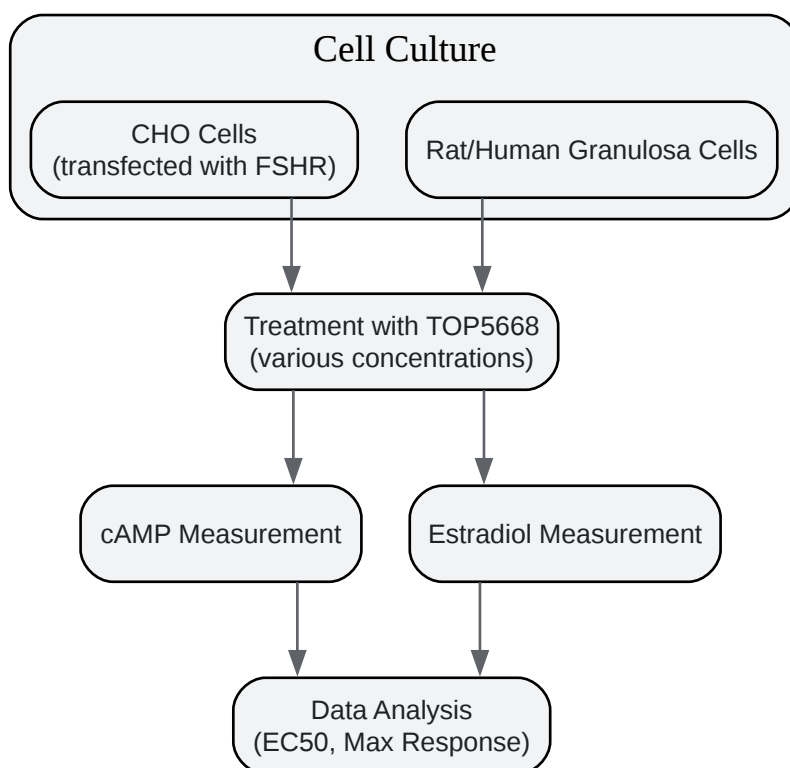 Cell Culture
CHO Cells
(transfected with FSHR)
Rat/Human Granulosa Cells
Treatment with TOP5668
(various concentrations)
cAMP Measurement
Estradiol Measurement
Data Analysis
(EC50, Max Response)